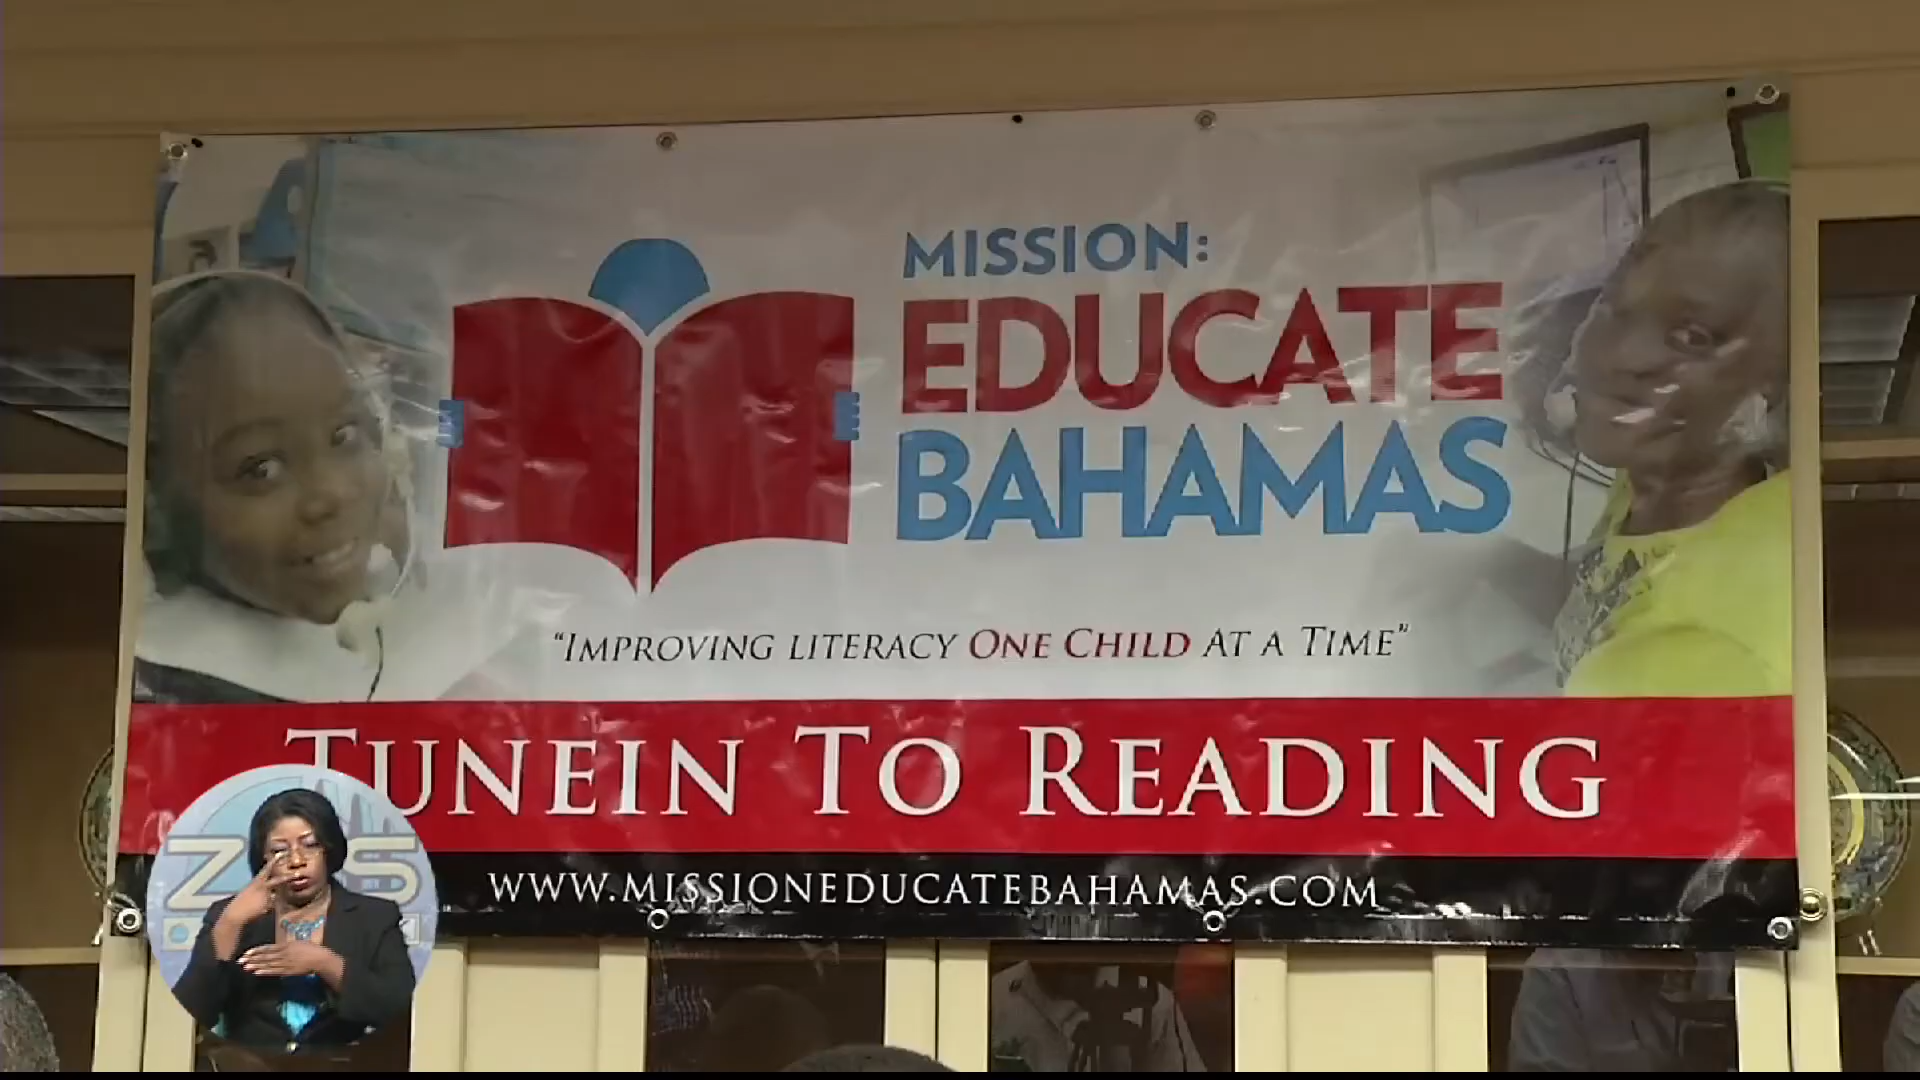 MISSION:
EDUCATE
BAHAMAS
"IMPROVING LITERACY ONE CHILD AT A TIME"
TUNEIN TO READING
WWW.MISSIONEDUCATEBAHAMAS.COM